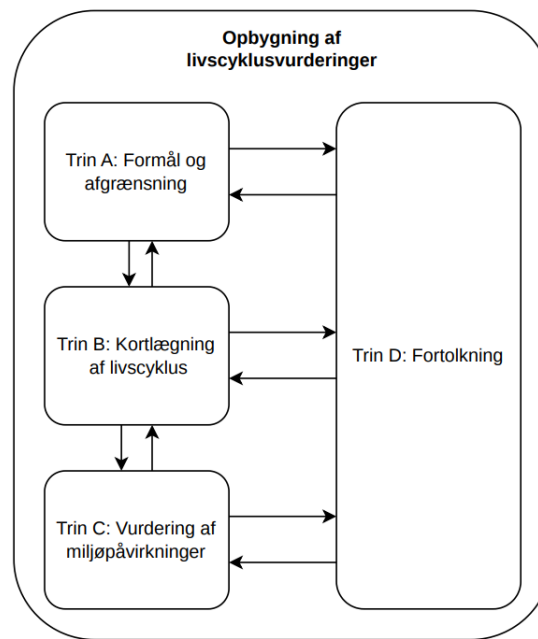 Opbygning af
livscyklusvurderinger
Trin A: Formål og
afgrænsning
Trin B: Kortlægning
af livscyklus
Trin C: Vurdering af
miljøpåvirkninger
Trin D: Fortolkning